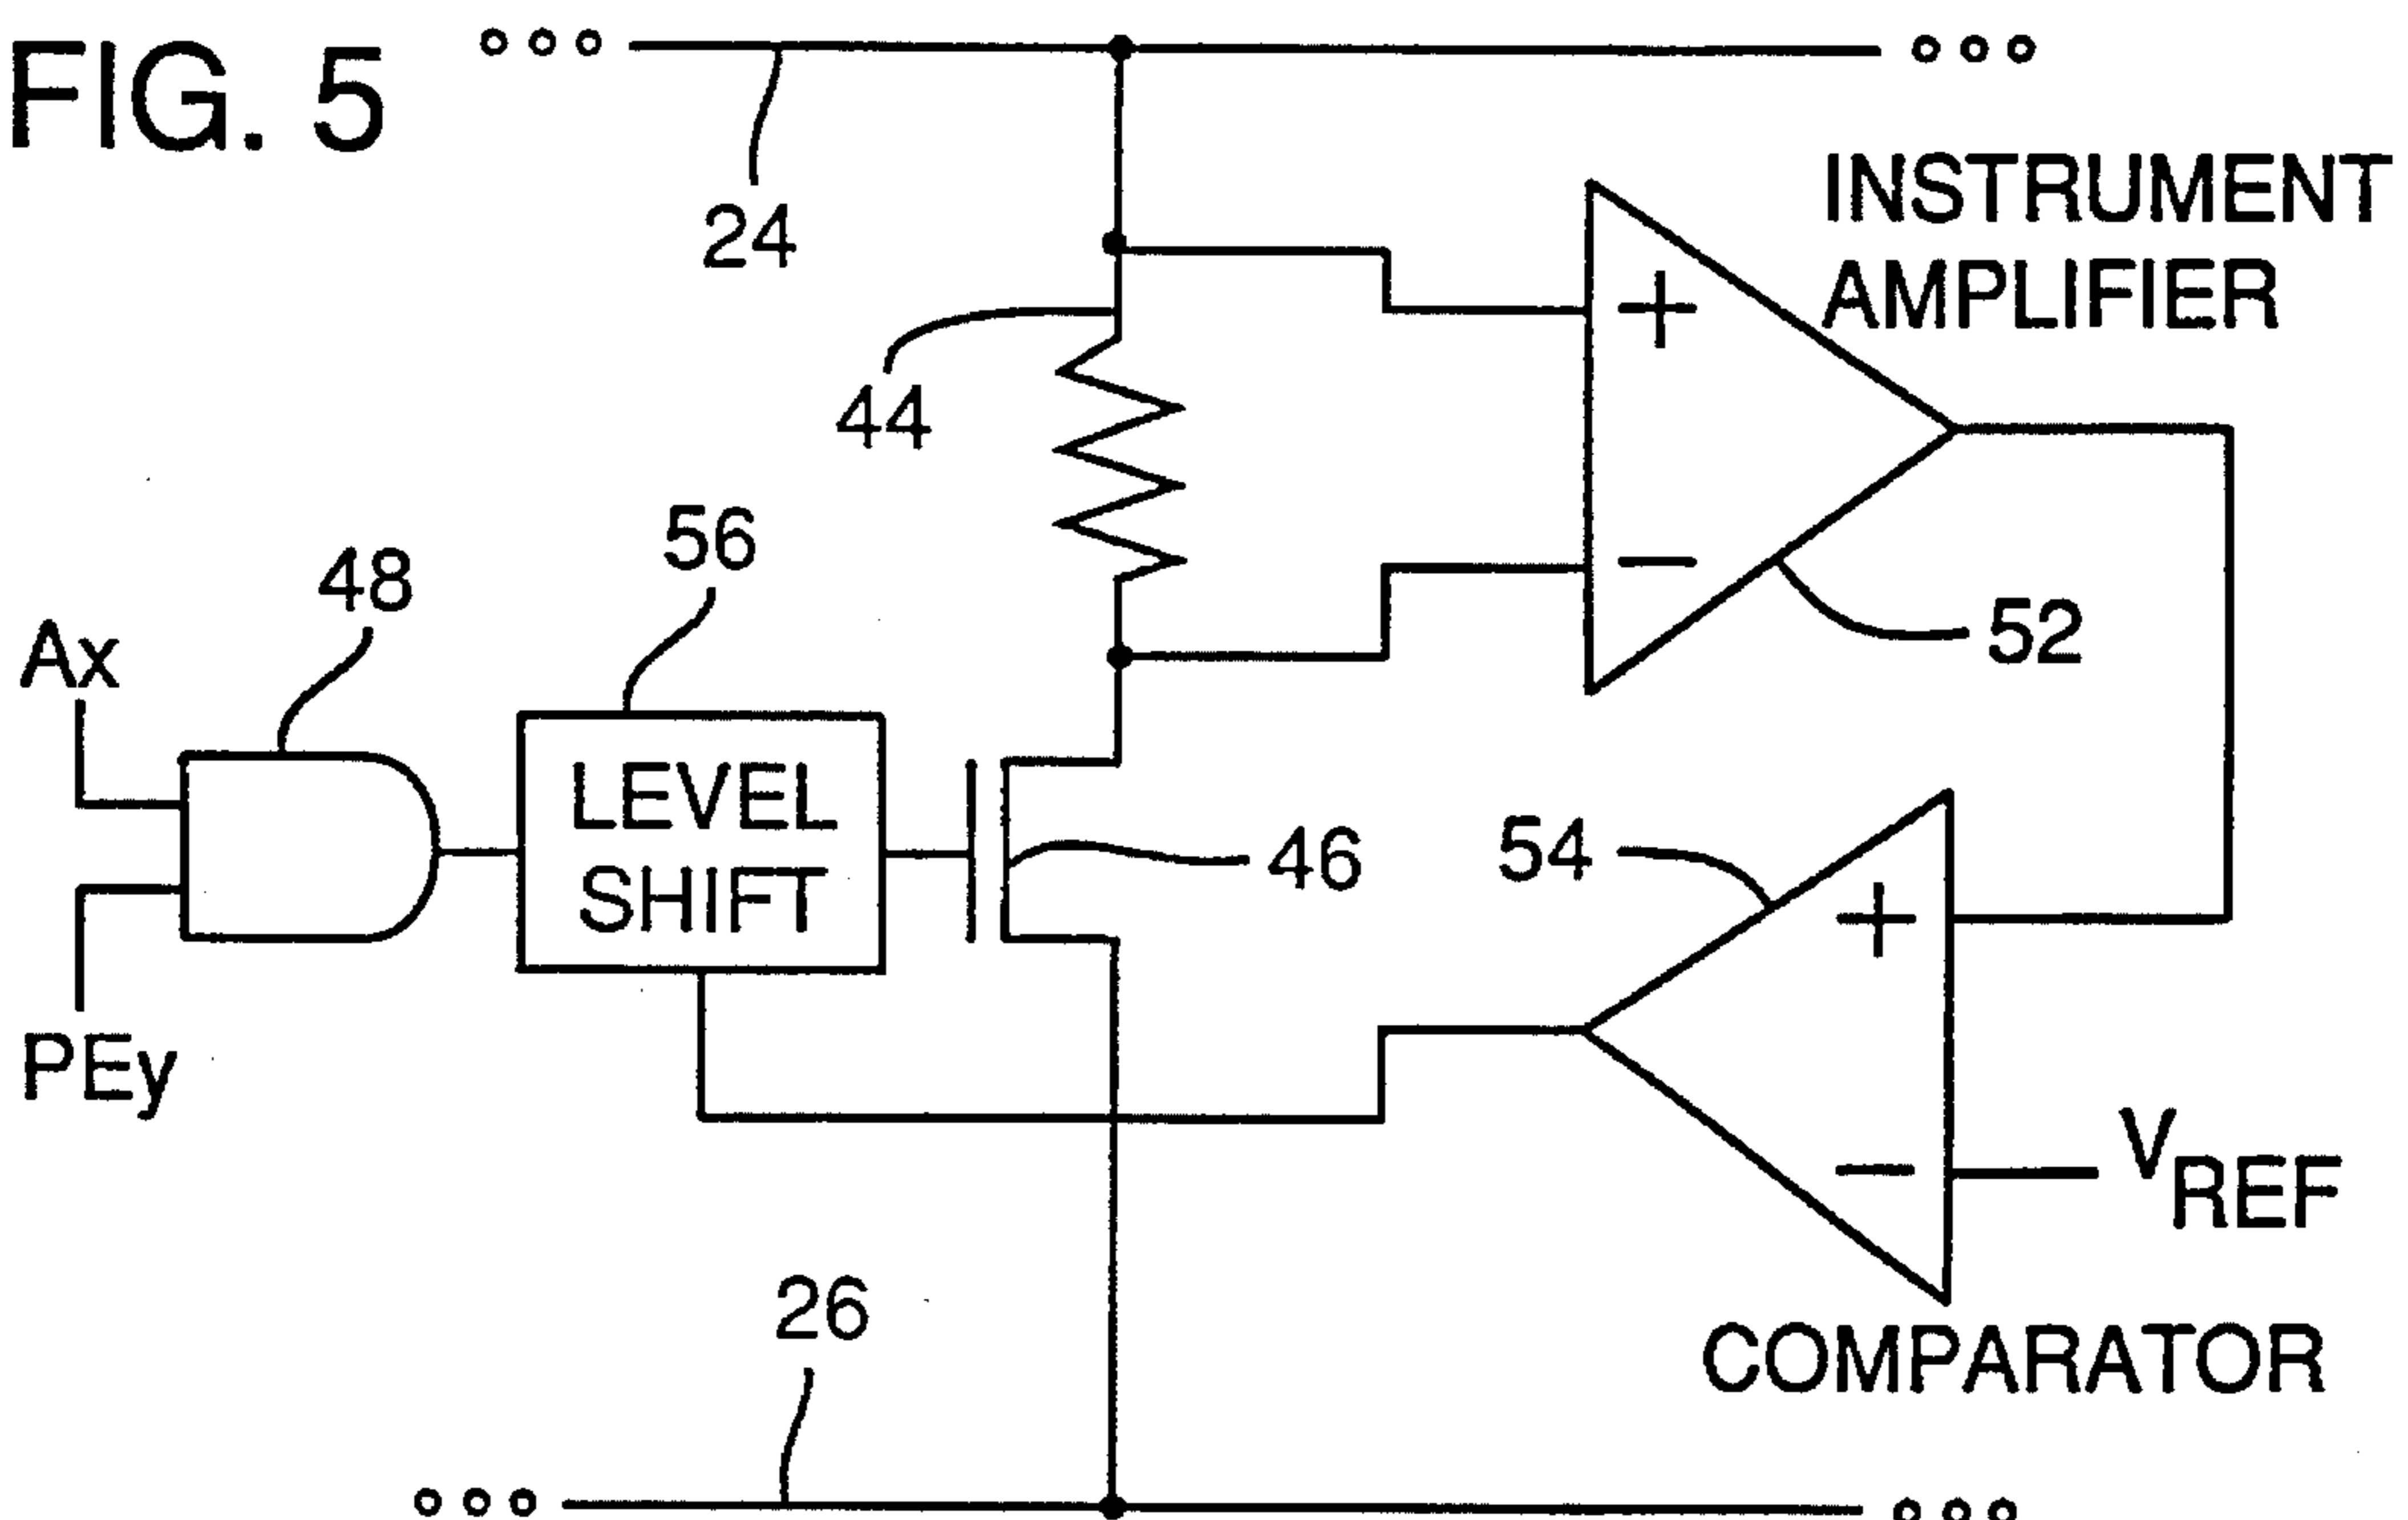 FIG. 5
24
INSTRUMENT
AMPLIFIER
+
44
−
52
56
48
Ax
LEVEL
SHIFT
46
54
+
PEy
−
VREF
26
COMPARATOR